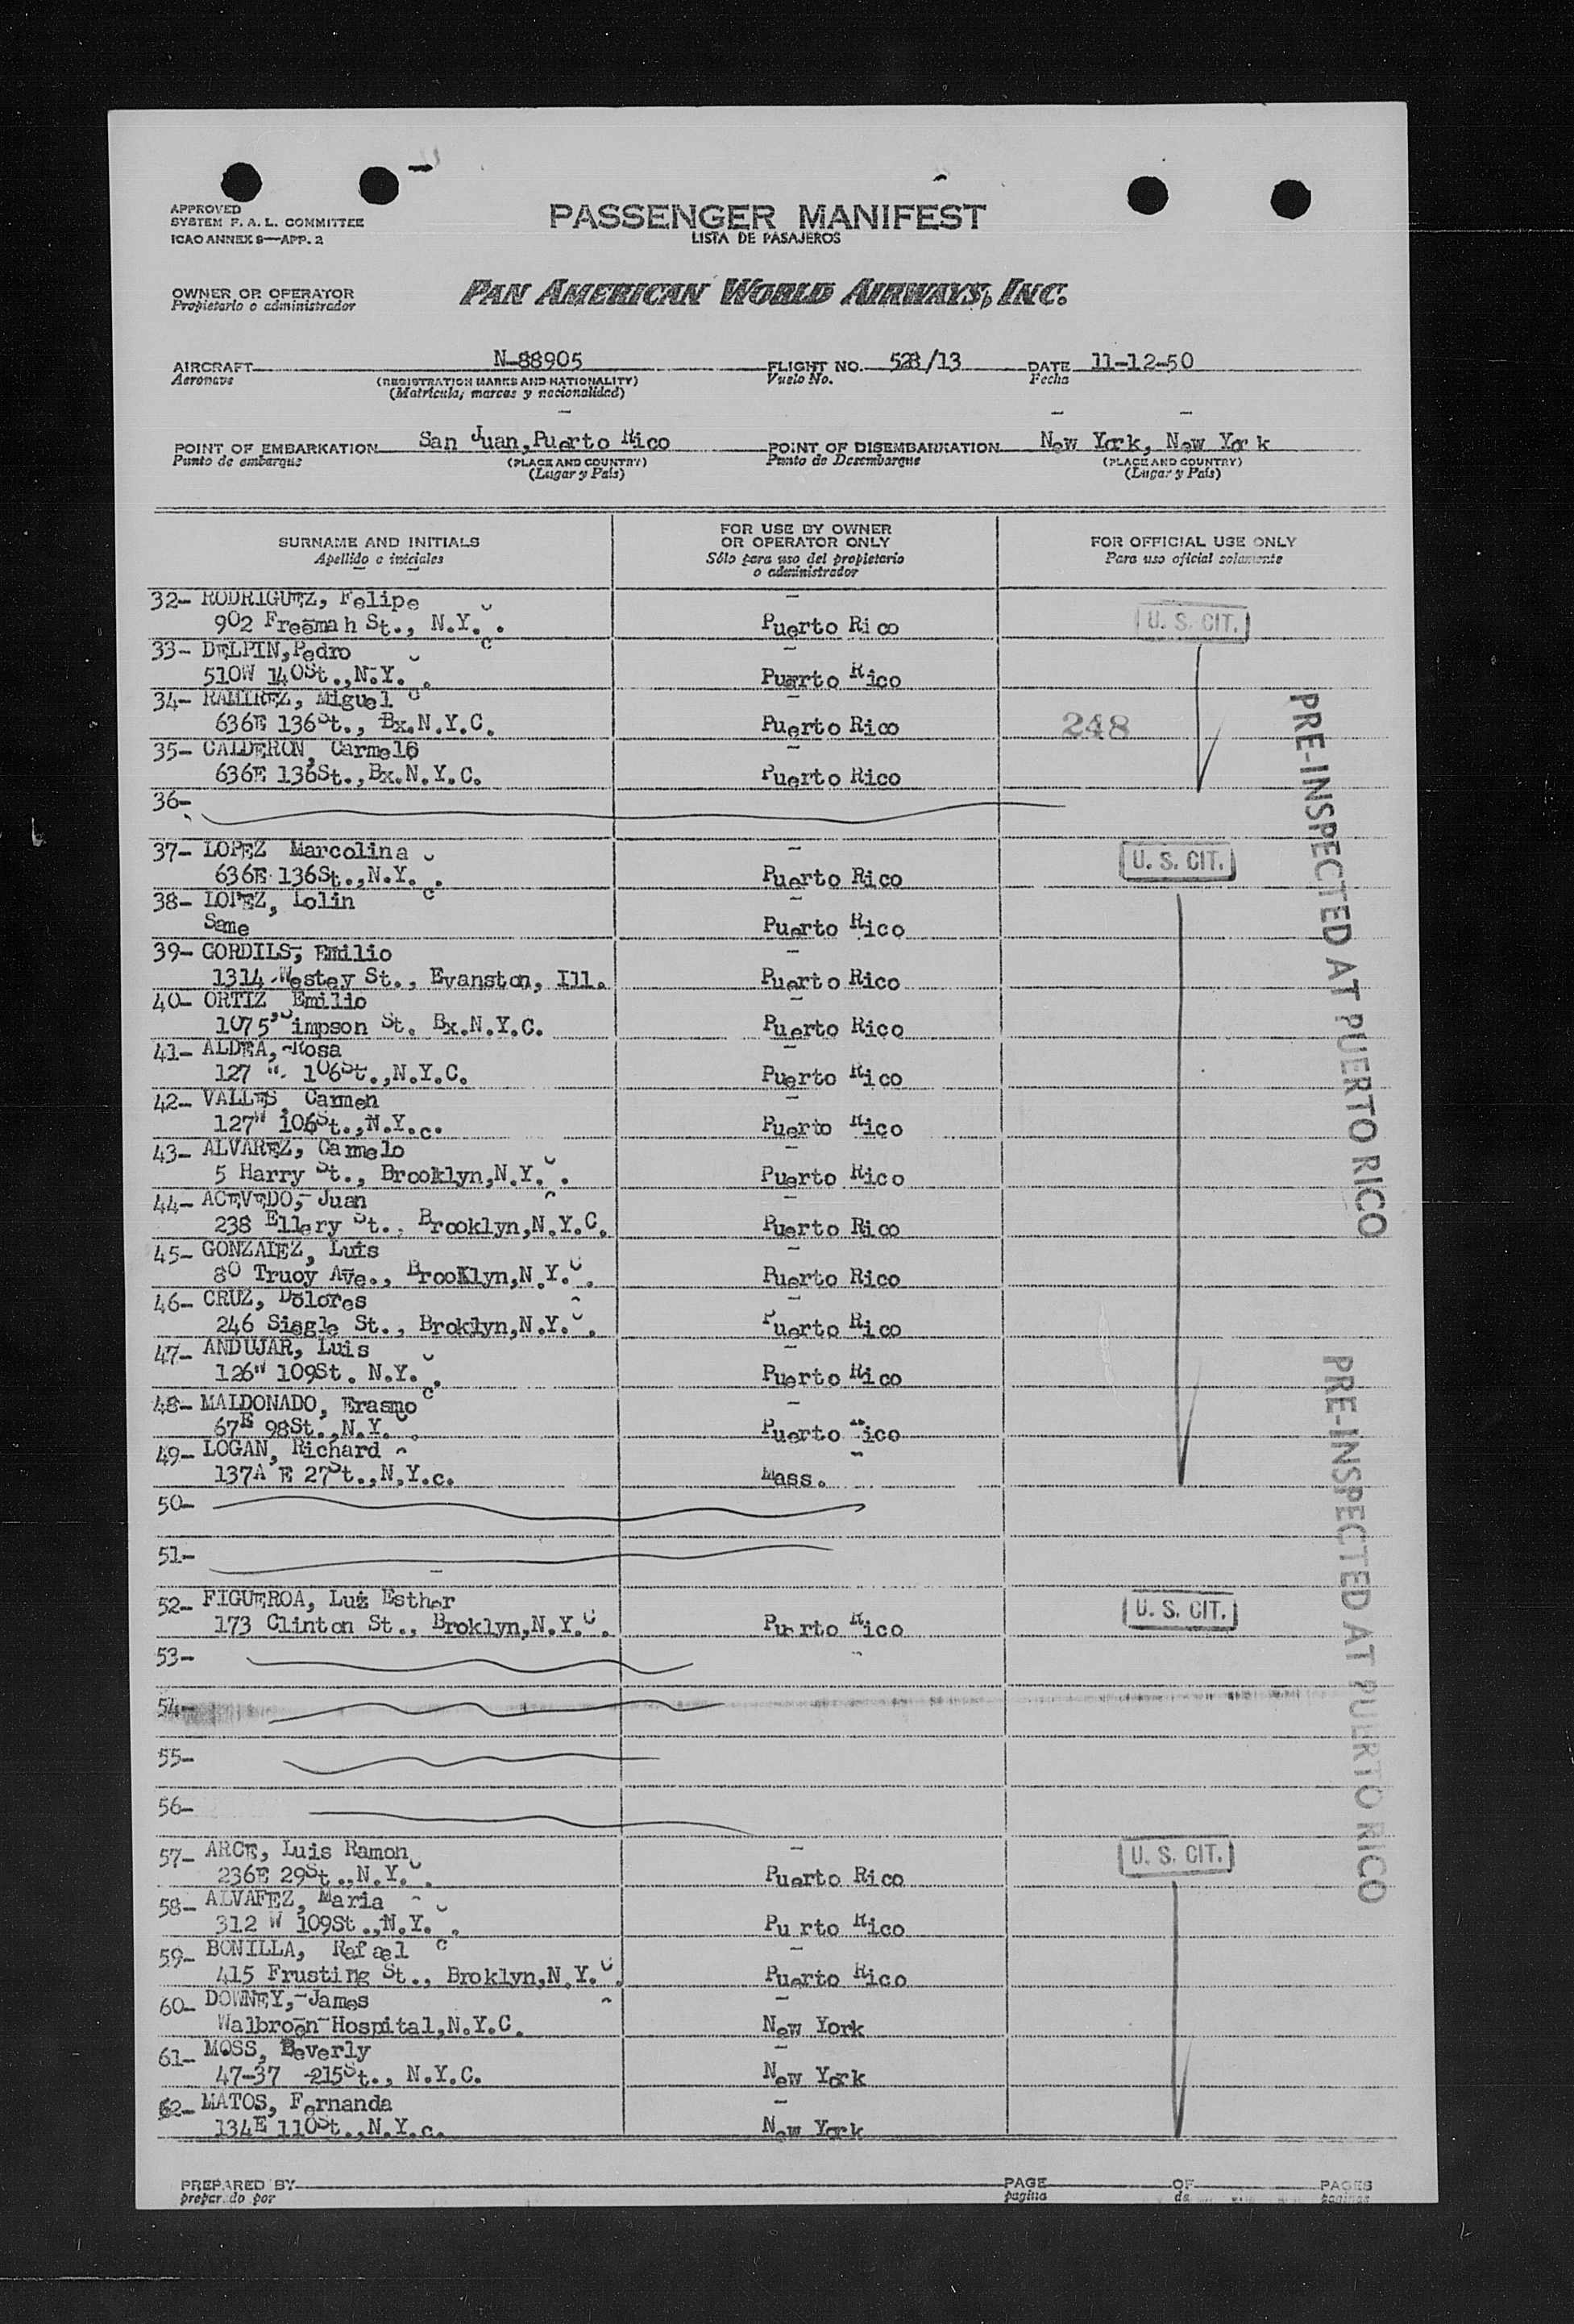 APPROVED
SYSTEM F. A. L. COMMITTEE
ICAO ANNEX 9—APP. 2
PASSENGER MANIFEST
LISTA DE PASAJEROS
OWNER OR OPERATOR
Propietario o administrador
PAN AMERICAN WORLD AIRWAYS, INC.
AIRCRAFT N-88905 FLIGHT NO. 528/13 DATE 11-12-50
Aeronave (REGISTRATION MARKS AND NATIONALITY) Vuelo No. Fecha
(Matrícula, marcas y nacionalidad)
POINT OF EMBARKATION San Juan, Puerto Rico POINT OF DISEMBARKATION New York, New York
Punto de embarque (PLACE AND COUNTRY) Punto de Desembarque (PLACE AND COUNTRY)
(Lugar y País) (Lugar y País)
SURNAME AND INITIALS
Apellido e iniciales
FOR USE BY OWNER
OR OPERATOR ONLY
Sólo para uso del propietario
o administrador
FOR OFFICIAL USE ONLY
Para uso oficial solamente
32- RODRIGUEZ, Felipe
902 Freemah St., N.Y.C. Puerto Rico U. S. CIT.
33- DELPIN, Pedro
510W 140St., N.Y.C. Puerto Rico
34- RAMIREZ, Miguel
636E 136St., Bx.N.Y.C. Puerto Rico 248
35- CALDERON, Carmelo
636E 136St., Bx.N.Y.C. Puerto Rico
36-
37- LOPEZ Marcolina
636E 136St., N.Y.C. Puerto Rico U. S. CIT.
38- LOPEZ, Lolin
Same Puerto Rico
39- GORDILS, Emilio
1314 Westey St., Evanston, Ill. Puerto Rico
40- ORTIZ Emilio
1075 Simpson St. Bx.N.Y.C. Puerto Rico
41- ALDEA, Rosa
127 W. 106St., N.Y.C. Puerto Rico
42- VALLES, Carmen
127W 106St., N.Y.c. Puerto Rico
43- ALVAREZ, Carmelo
5 Harry St., Brooklyn, N.Y.C. Puerto Rico
44- ACEVEDO, Juan
238 Ellery St., Brooklyn, N.Y.C. Puerto Rico
45- GONZALEZ, Luis
80 Truoy Ave., Brooklyn, N.Y.C. Puerto Rico
46- CRUZ, Dolores
246 Siegle St., Broklyn, N.Y.C. Puerto Rico
47- ANDUJAR, Luis
126W 109St. N.Y.C. Puerto Rico
48- MALDONADO, Erasmo
67E 98St., N.Y.C. Puerto Rico
49- LOGAN, Richard
137A E 27St., N.Y.c. Mass.
50-
51-
52- FIGUEROA, Luz Esther
173 Clinton St., Broklyn, N.Y.C. Puerto Rico U. S. CIT.
53-
54-
55-
56-
57- ARCE, Luis Ramon
236E 29St., N.Y.C. Puerto Rico U. S. CIT.
58- ALVAREZ, Maria
312 W 109St., N.Y.C. Pu rto Rico
59- BONILLA, Rafael
415 Frusting St., Broklyn, N.Y.C. Puerto Rico
60- DOWNEY, James
Walbroen Hospital, N.Y.C. New York
61- MOSS, Beverly
47-37 215St., N.Y.C. New York
62- MATOS, Fernanda
134E 110St., N.Y.c. New York
PRE-INSPECTED AT PUERTO RICO
PRE-INSPECTED AT PUERTO RICO
PREPARED BY PAGE OF PAGES
preparado por pagina de paginas